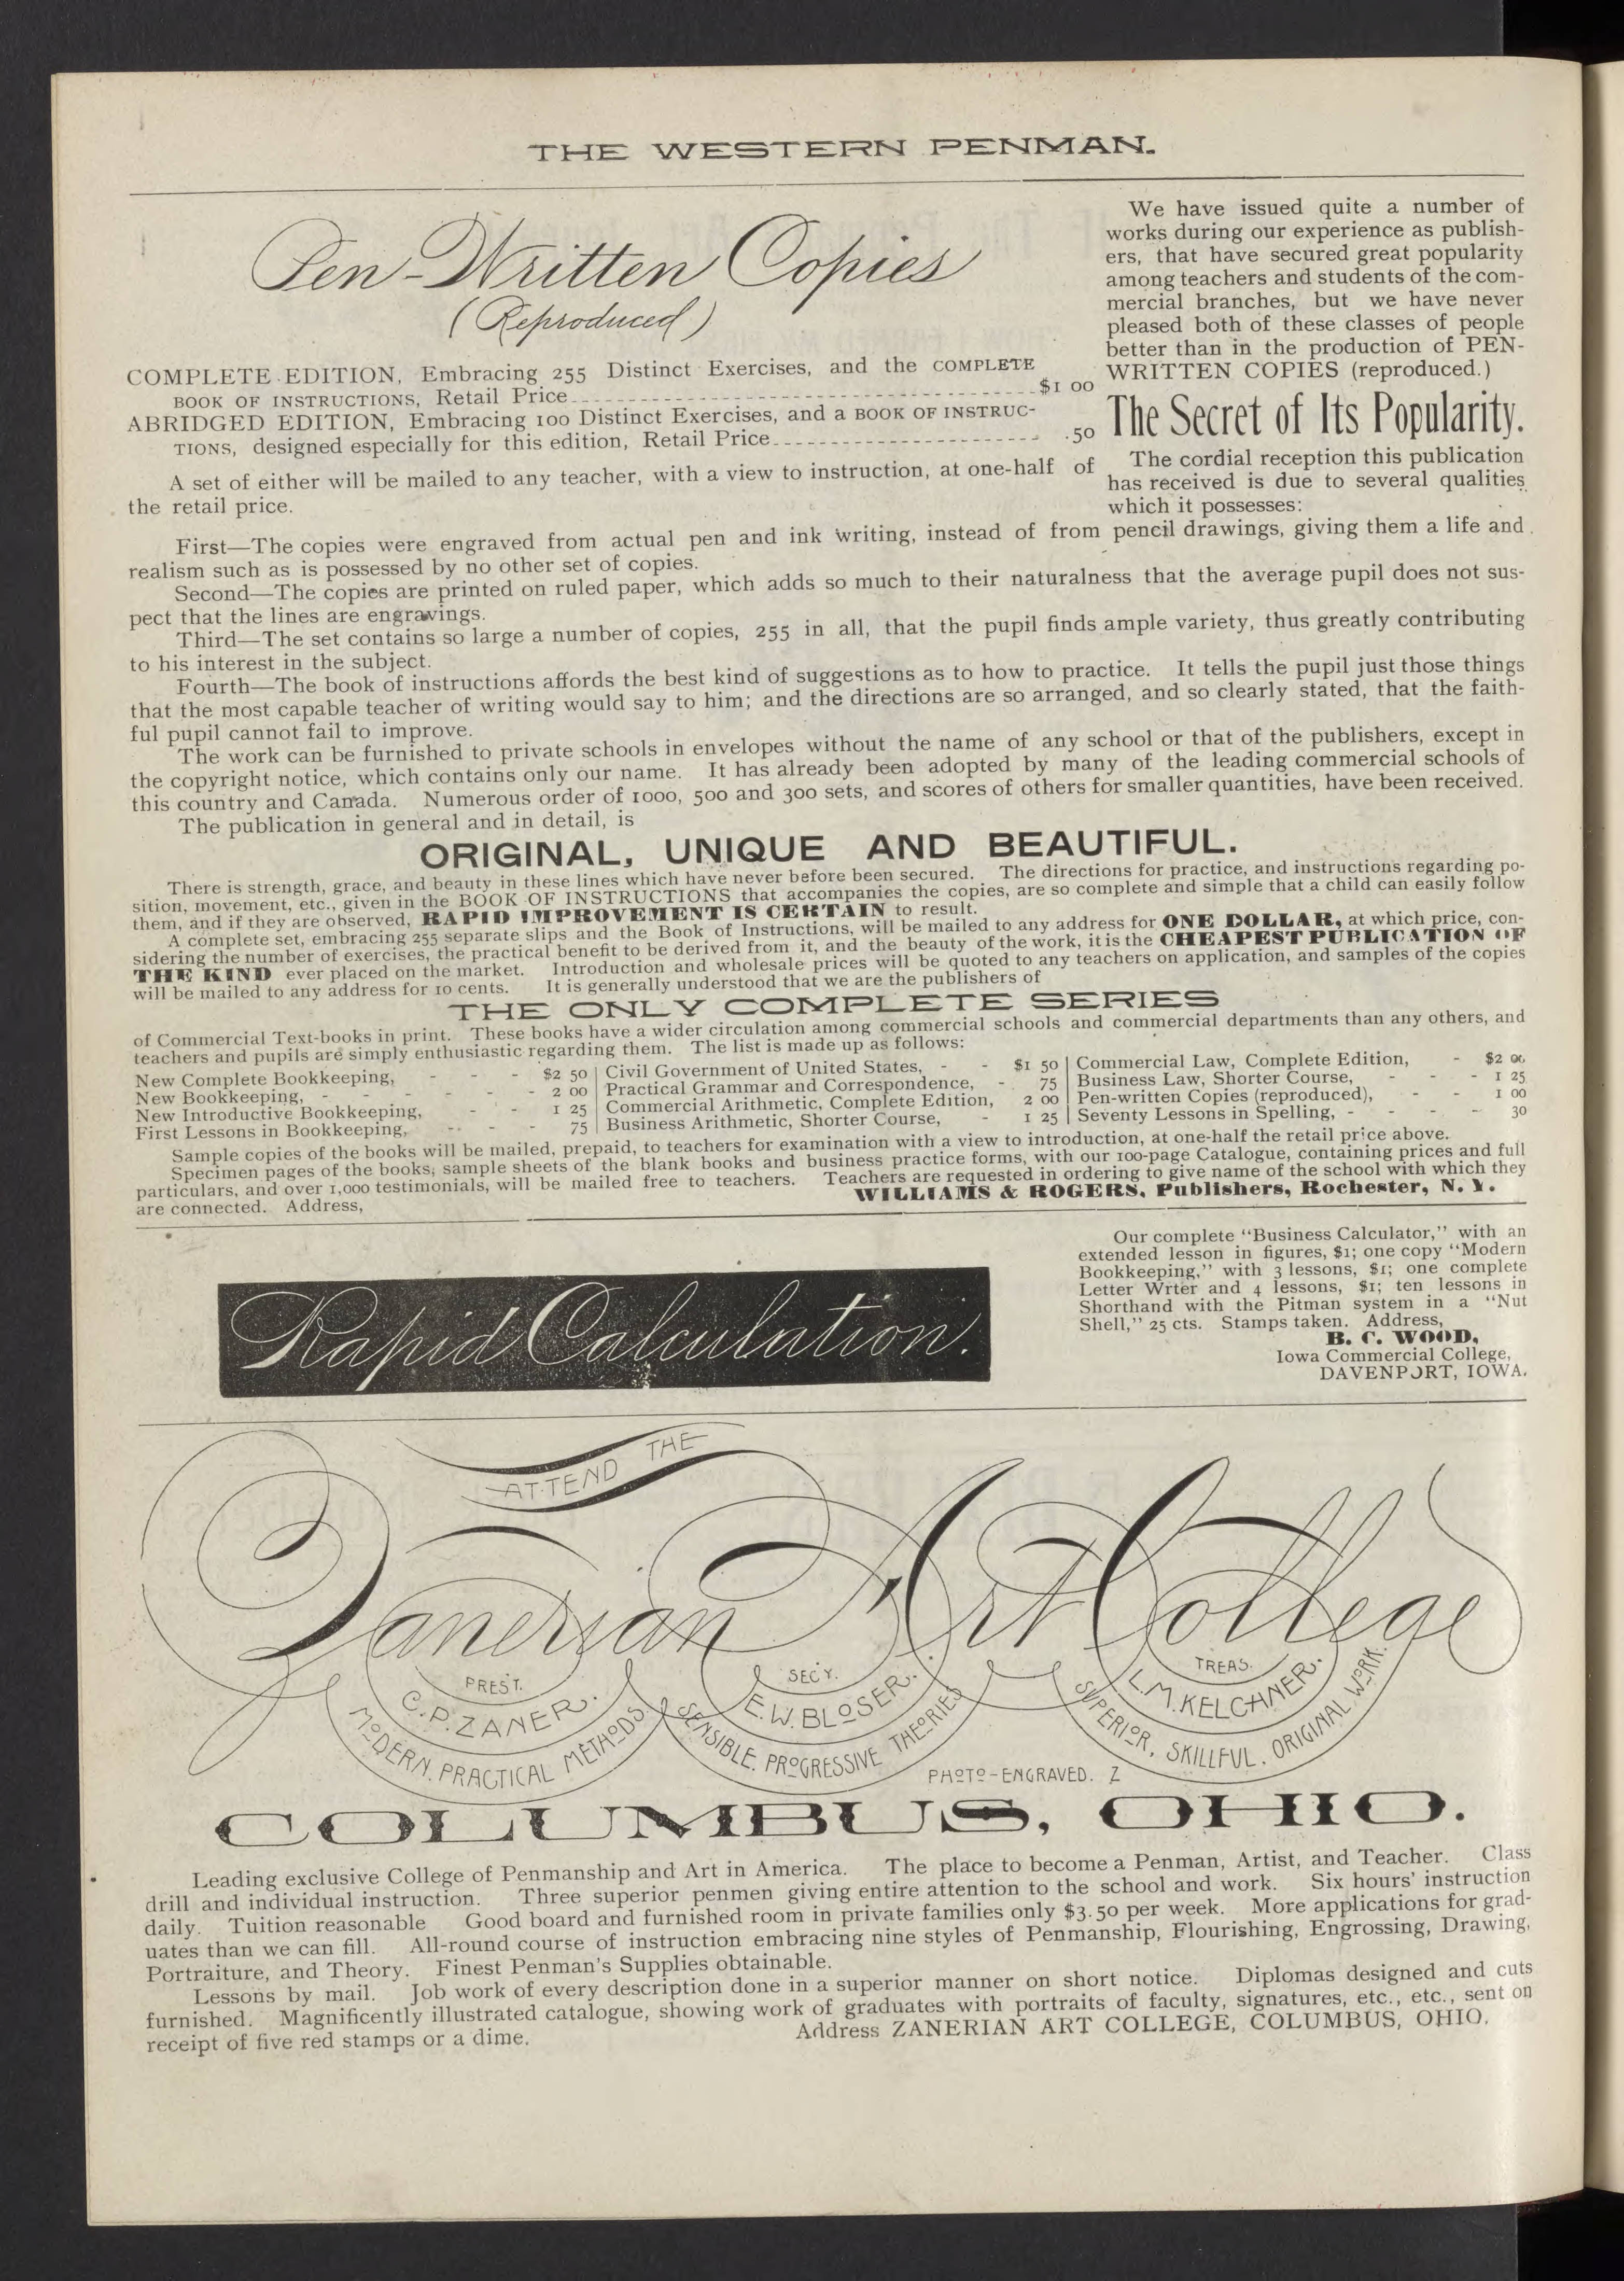 THE WESTERN PENMAN.
Pen-Written Copies
(Reproduced)
COMPLETE EDITION, Embracing 255 Distinct Exercises, and the COMPLETE
BOOK OF INSTRUCTIONS, Retail Price $1 00
ABRIDGED EDITION, Embracing 100 Distinct Exercises, and a BOOK OF INSTRUC-
TIONS, designed especially for this edition, Retail Price .50
A set of either will be mailed to any teacher, with a view to instruction, at one-half of
the retail price.
We have issued quite a number of
works during our experience as publish-
ers, that have secured great popularity
among teachers and students of the com-
mercial branches, but we have never
pleased both of these classes of people
better than in the production of PEN-
WRITTEN COPIES (reproduced.)
The Secret of Its Popularity.
The cordial reception this publication
has received is due to several qualities
which it possesses:
First—The copies were engraved from actual pen and ink writing, instead of from pencil drawings, giving them a life and
realism such as is possessed by no other set of copies.
Second—The copies are printed on ruled paper, which adds so much to their naturalness that the average pupil does not sus-
pect that the lines are engravings.
Third—The set contains so large a number of copies, 255 in all, that the pupil finds ample variety, thus greatly contributing
to his interest in the subject.
Fourth—The book of instructions affords the best kind of suggestions as to how to practice. It tells the pupil just those things
that the most capable teacher of writing would say to him; and the directions are so arranged, and so clearly stated, that the faith-
ful pupil cannot fail to improve.
The work can be furnished to private schools in envelopes without the name of any school or that of the publishers, except in
the copyright notice, which contains only our name. It has already been adopted by many of the leading commercial schools of
this country and Canada. Numerous order of 1000, 500 and 300 sets, and scores of others for smaller quantities, have been received.
The publication in general and in detail, is
ORIGINAL, UNIQUE AND BEAUTIFUL.
There is strength, grace, and beauty in these lines which have never before been secured. The directions for practice, and instructions regarding po-
sition, movement, etc., given in the BOOK OF INSTRUCTIONS that accompanies the copies, are so complete and simple that a child can easily follow
them, and if they are observed, RAPID IMPROVEMENT IS CERTAIN to result.
A complete set, embracing 255 separate slips and the Book of Instructions, will be mailed to any address for ONE DOLLAR, at which price, con-
sidering the number of exercises, the practical benefit to be derived from it, and the beauty of the work, it is the CHEAPEST PUBLICATION OF
THE KIND ever placed on the market. Introduction and wholesale prices will be quoted to any teachers on application, and samples of the copies
will be mailed to any address for 10 cents. It is generally understood that we are the publishers of
THE ONLY COMPLETE SERIES
of Commercial Text-books in print. These books have a wider circulation among commercial schools and commercial departments than any others, and
teachers and pupils are simply enthusiastic regarding them. The list is made up as follows:
New Complete Bookkeeping, - - - $2 50
New Bookkeeping, - - - - - - 2 00
New Introductive Bookkeeping, - - 1 25
First Lessons in Bookkeeping, - - - 75
Civil Government of United States, - - $1 50
Practical Grammar and Correspondence, - 75
Commercial Arithmetic, Complete Edition, 2 00
Business Arithmetic, Shorter Course, - 1 25
Commercial Law, Complete Edition, - $2 00
Business Law, Shorter Course, - - - 1 25
Pen-written Copies (reproduced), - - 1 00
Seventy Lessons in Spelling, - - - - 30
Sample copies of the books will be mailed, prepaid, to teachers for examination with a view to introduction, at one-half the retail price above.
Specimen pages of the books, sample sheets of the blank books and business practice forms, with our 100-page Catalogue, containing prices and full
particulars, and over 1,000 testimonials, will be mailed free to teachers. Teachers are requested in ordering to give name of the school with which they
are connected. Address, WILLIAMS & ROGERS, Publishers, Rochester, N. Y.
Rapid Calculation.
Our complete "Business Calculator," with an
extended lesson in figures, $1; one copy "Modern
Bookkeeping," with 3 lessons, $1; one complete
Letter Wrter and 4 lessons, $1; ten lessons in
Shorthand with the Pitman system in a "Nut
Shell," 25 cts. Stamps taken. Address,
B. C. WOOD,
Iowa Commercial College,
DAVENPORT, IOWA.
ATTEND THE
Zanerian Art College
PREST.
C.P. ZANER.
MODERN. PRACTICAL METHODS
SEC'Y.
E.W. BLOSER.
SENSIBLE. PROGRESSIVE THEORIES
TREAS.
L.M. KELCHNER.
SUPERIOR, SKILLFUL. ORIGINAL WORK.
PHOTO-ENGRAVED. Z
COLUMBUS, OHIO.
Leading exclusive College of Penmanship and Art in America. The place to become a Penman, Artist, and Teacher. Class
drill and individual instruction. Three superior penmen giving entire attention to the school and work. Six hours' instruction
daily. Tuition reasonable Good board and furnished room in private families only $3.50 per week. More applications for grad-
uates than we can fill. All-round course of instruction embracing nine styles of Penmanship, Flourishing, Engrossing, Drawing,
Portraiture, and Theory. Finest Penman's Supplies obtainable.
Lessons by mail. Job work of every description done in a superior manner on short notice. Diplomas designed and cuts
furnished. Magnificently illustrated catalogue, showing work of graduates with portraits of faculty, signatures, etc., etc., sent on
receipt of five red stamps or a dime. Address ZANERIAN ART COLLEGE, COLUMBUS, OHIO.